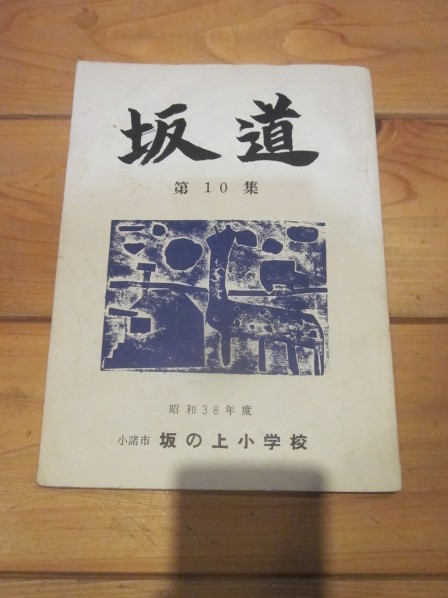 坂道
第10集
昭和38年度
小諸市 坂の上小学校